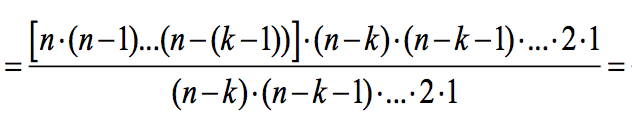 = [n·(n−1)...(n−(k−1))]·(n−k)·(n−k−1)·...·2·1 =
(n−k)·(n−k−1)·...·2·1